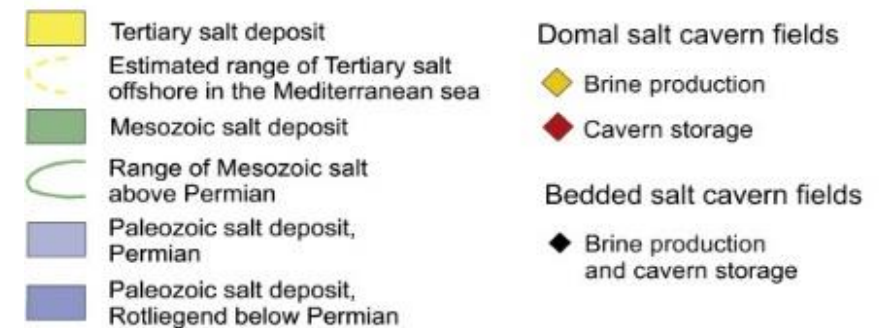 Tertiary salt deposit
Estimated range of Tertiary salt
offshore in the Mediterranean sea
Mesozoic salt deposit
Range of Mesozoic salt
above Permian
Paleozoic salt deposit,
Permian
Paleozoic salt deposit,
Rotliegend below Permian
Domal salt cavern fields
Brine production
Cavern storage
Bedded salt cavern fields
Brine production
and cavern storage